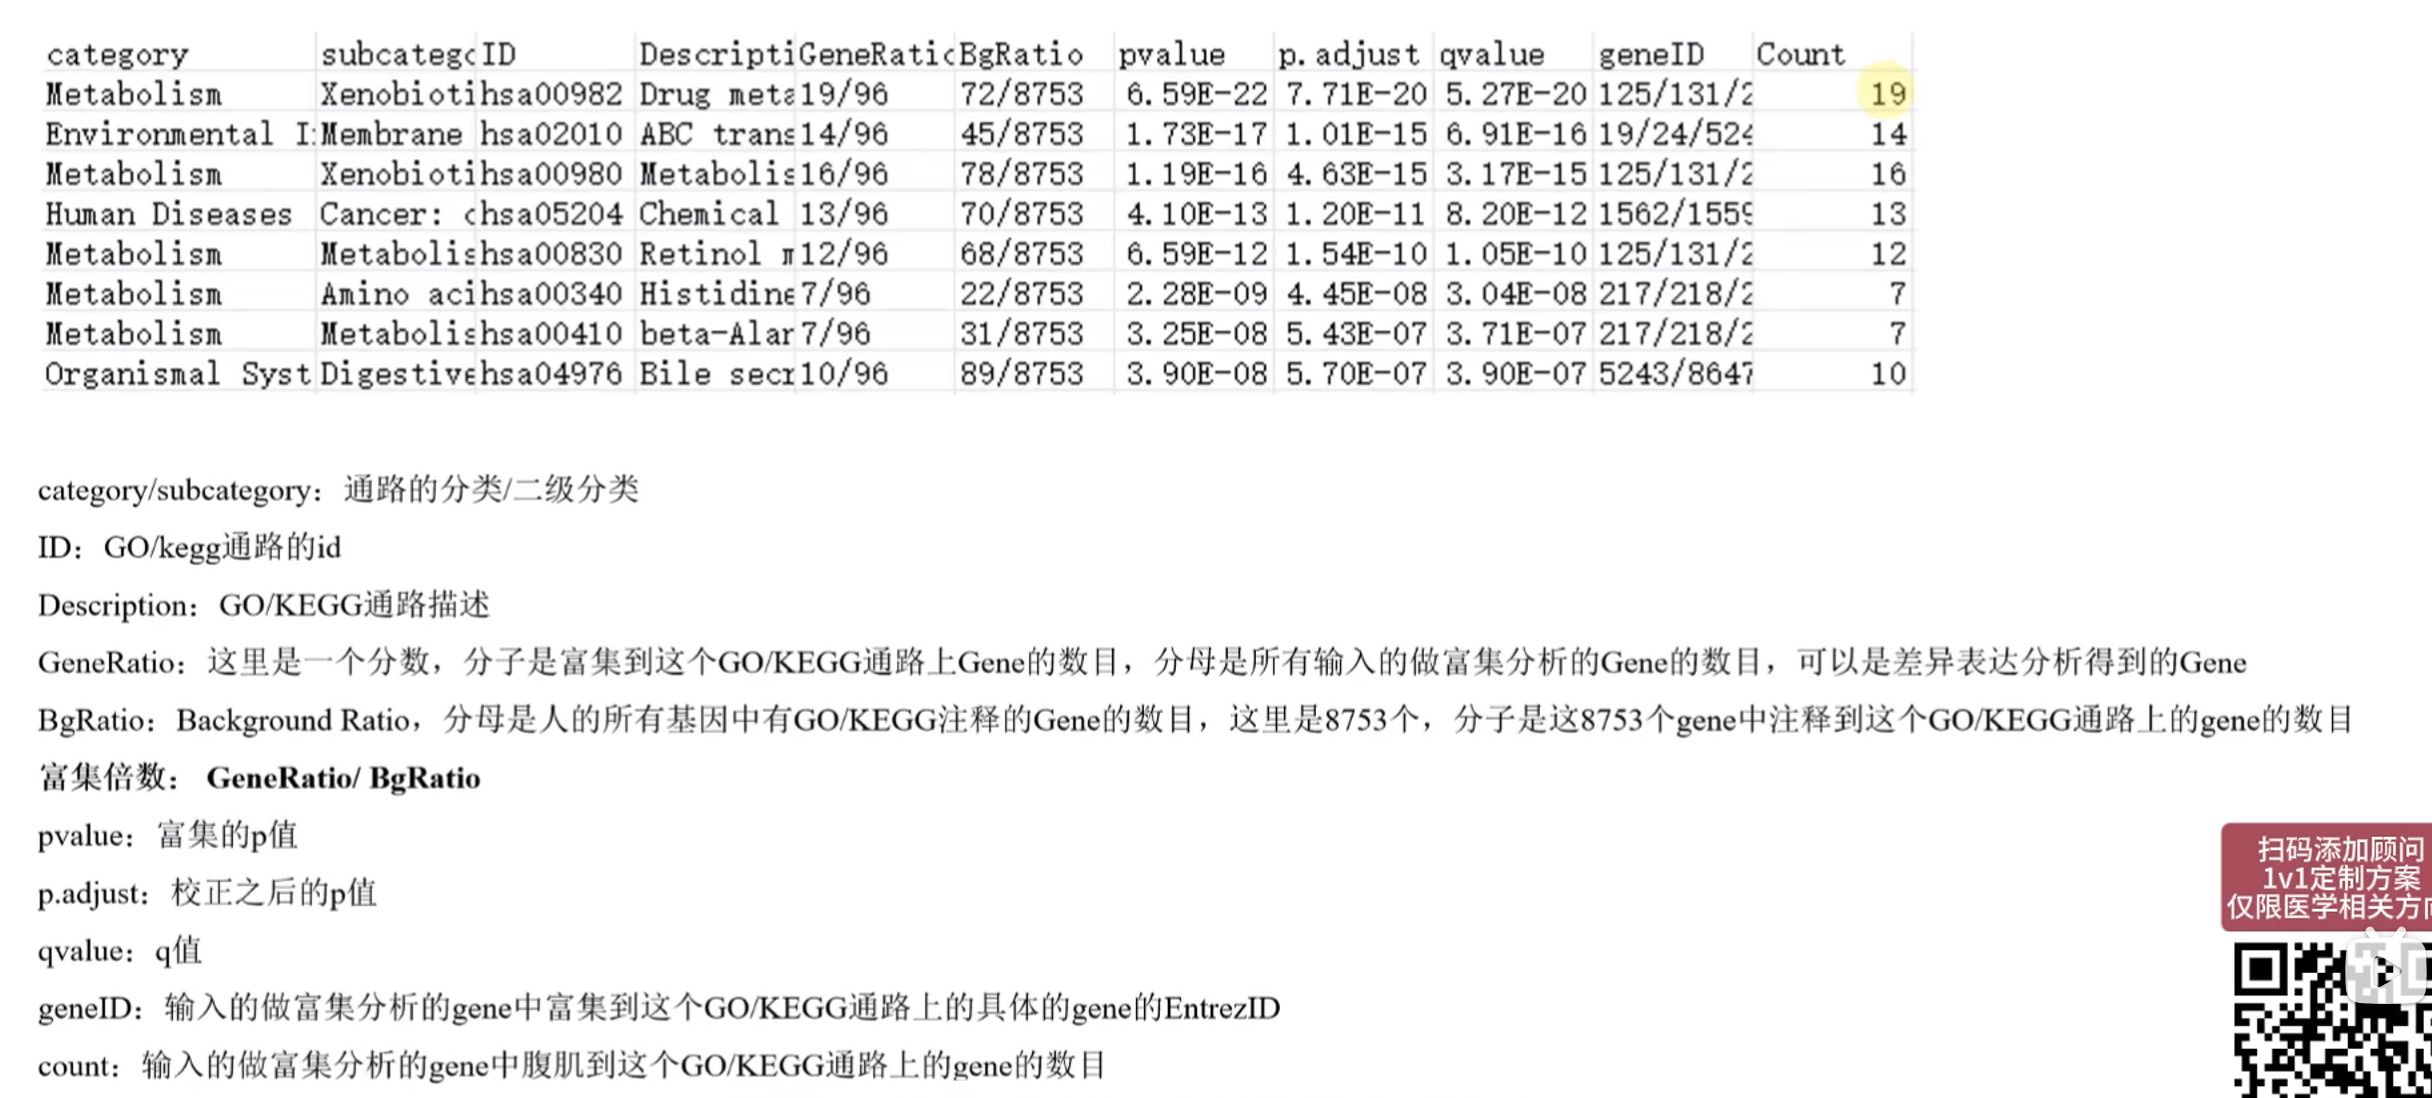 category subcatego ID Descripti GeneRatio BgRatio pvalue p.adjust qvalue geneID Count
Metabolism Xenobioti hsa00982 Drug meta 19/96 72/8753 6.59E-22 7.71E-20 5.27E-20 125/131/2 19
Environmental I Membrane hsa02010 ABC trans 14/96 45/8753 1.73E-17 1.01E-15 6.91E-16 19/24/524 14
Metabolism Xenobioti hsa00980 Metabolis 16/96 78/8753 1.19E-16 4.63E-15 3.17E-15 125/131/2 16
Human Diseases Cancer: hsa05204 Chemical 13/96 70/8753 4.10E-13 1.20E-11 8.20E-12 1562/1559 13
Metabolism Metabolis hsa00830 Retinol m 12/96 68/8753 6.59E-12 1.54E-10 1.05E-10 125/131/2 12
Metabolism Amino aci hsa00340 Histidine 7/96 22/8753 2.28E-09 4.45E-08 3.04E-08 217/218/2 7
Metabolism Metabolis hsa00410 beta-Alar 7/96 31/8753 3.25E-08 5.43E-07 3.71E-07 217/218/2 7
Organismal Syst Digestive hsa04976 Bile secr 10/96 89/8753 3.90E-08 5.70E-07 3.90E-07 5243/8647 10
category/subcategory：通路的分类/二级分类
ID：GO/kegg通路的id
Description：GO/KEGG通路描述
GeneRatio：这里是一个分数，分子是富集到这个GO/KEGG通路上Gene的数目，分母是所有输入的做富集分析的Gene的数目，可以是差异表达分析得到的Gene
BgRatio：Background Ratio，分母是人的所有基因中有GO/KEGG注释的Gene的数目，这里是8753个，分子是这8753个gene中注释到这个GO/KEGG通路上的gene的数目
富集倍数： GeneRatio/ BgRatio
pvalue：富集的p值
p.adjust：校正之后的p值
qvalue：q值
geneID：输入的做富集分析的gene中富集到这个GO/KEGG通路上的具体的gene的EntrezID
count：输入的做富集分析的gene中腹肌到这个GO/KEGG通路上的gene的数目
扫码添加顾问
1v1定制方案
仅限医学相关方向